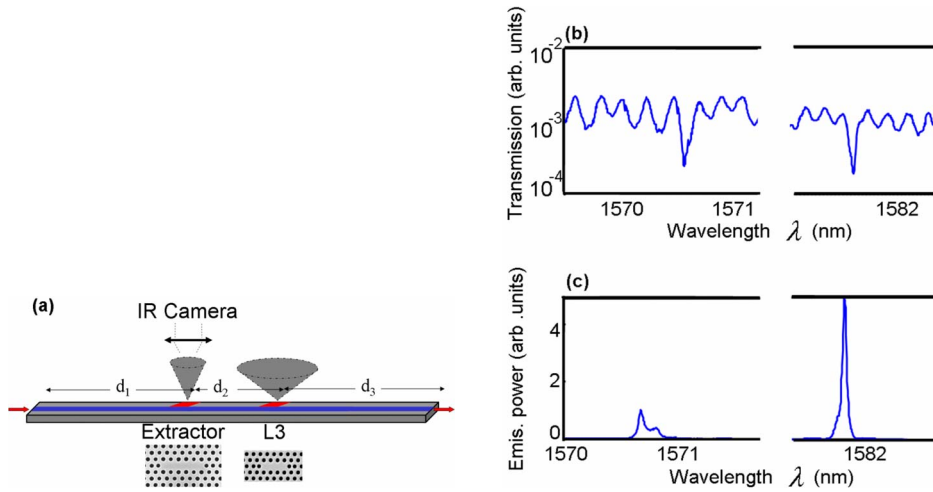 (a)
IR Camera
d1
d2
d3
Extractor
L3
(b)
Transmission (arb. units)
10-2
10-3
10-4
1570
1571
1582
Wavelength λ (nm)
(c)
Emis. power (arb .units)
4
2
0
1570
1571
1582
Wavelength λ (nm)